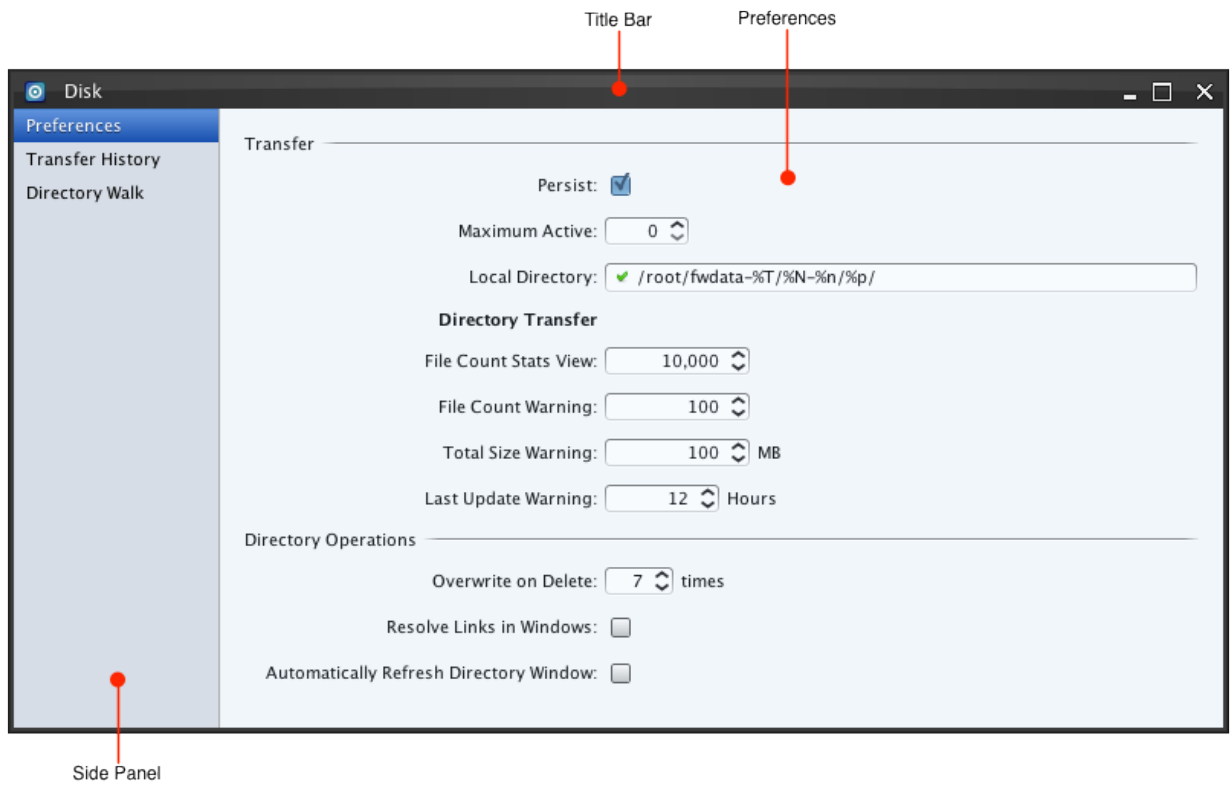 Title Bar
Preferences
Disk
Preferences
Transfer History
Directory Walk
Transfer
Persist:
Maximum Active: 0
Local Directory: /root/fwdata-%T/%N-%n/%p/
Directory Transfer
File Count Stats View: 10,000
File Count Warning: 100
Total Size Warning: 100 MB
Last Update Warning: 12 Hours
Directory Operations
Overwrite on Delete: 7 times
Resolve Links in Windows:
Automatically Refresh Directory Window:
Side Panel